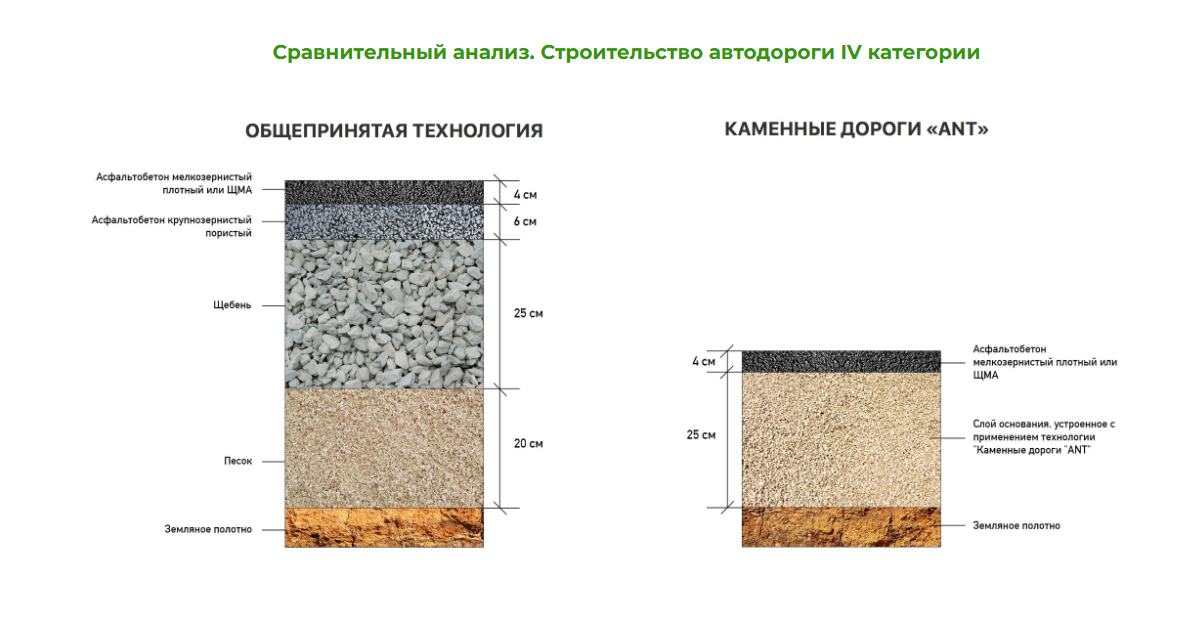 Сравнительный анализ. Строительство автодороги IV категории
ОБЩЕПРИНЯТАЯ ТЕХНОЛОГИЯ
Асфальтобетон мелкозернистый
плотный или ЩМА
4 см
Асфальтобетон крупнозернистый
пористый
6 см
Щебень
25 см
Песок
20 см
Земляное полотно
КАМЕННЫЕ ДОРОГИ «ANT»
4 см
Асфальтобетон
мелкозернистый плотный или
ЩМА
25 см
Слой основания, устроенное с
применением технологии
"Каменные дороги "ANT"
Земляное полотно